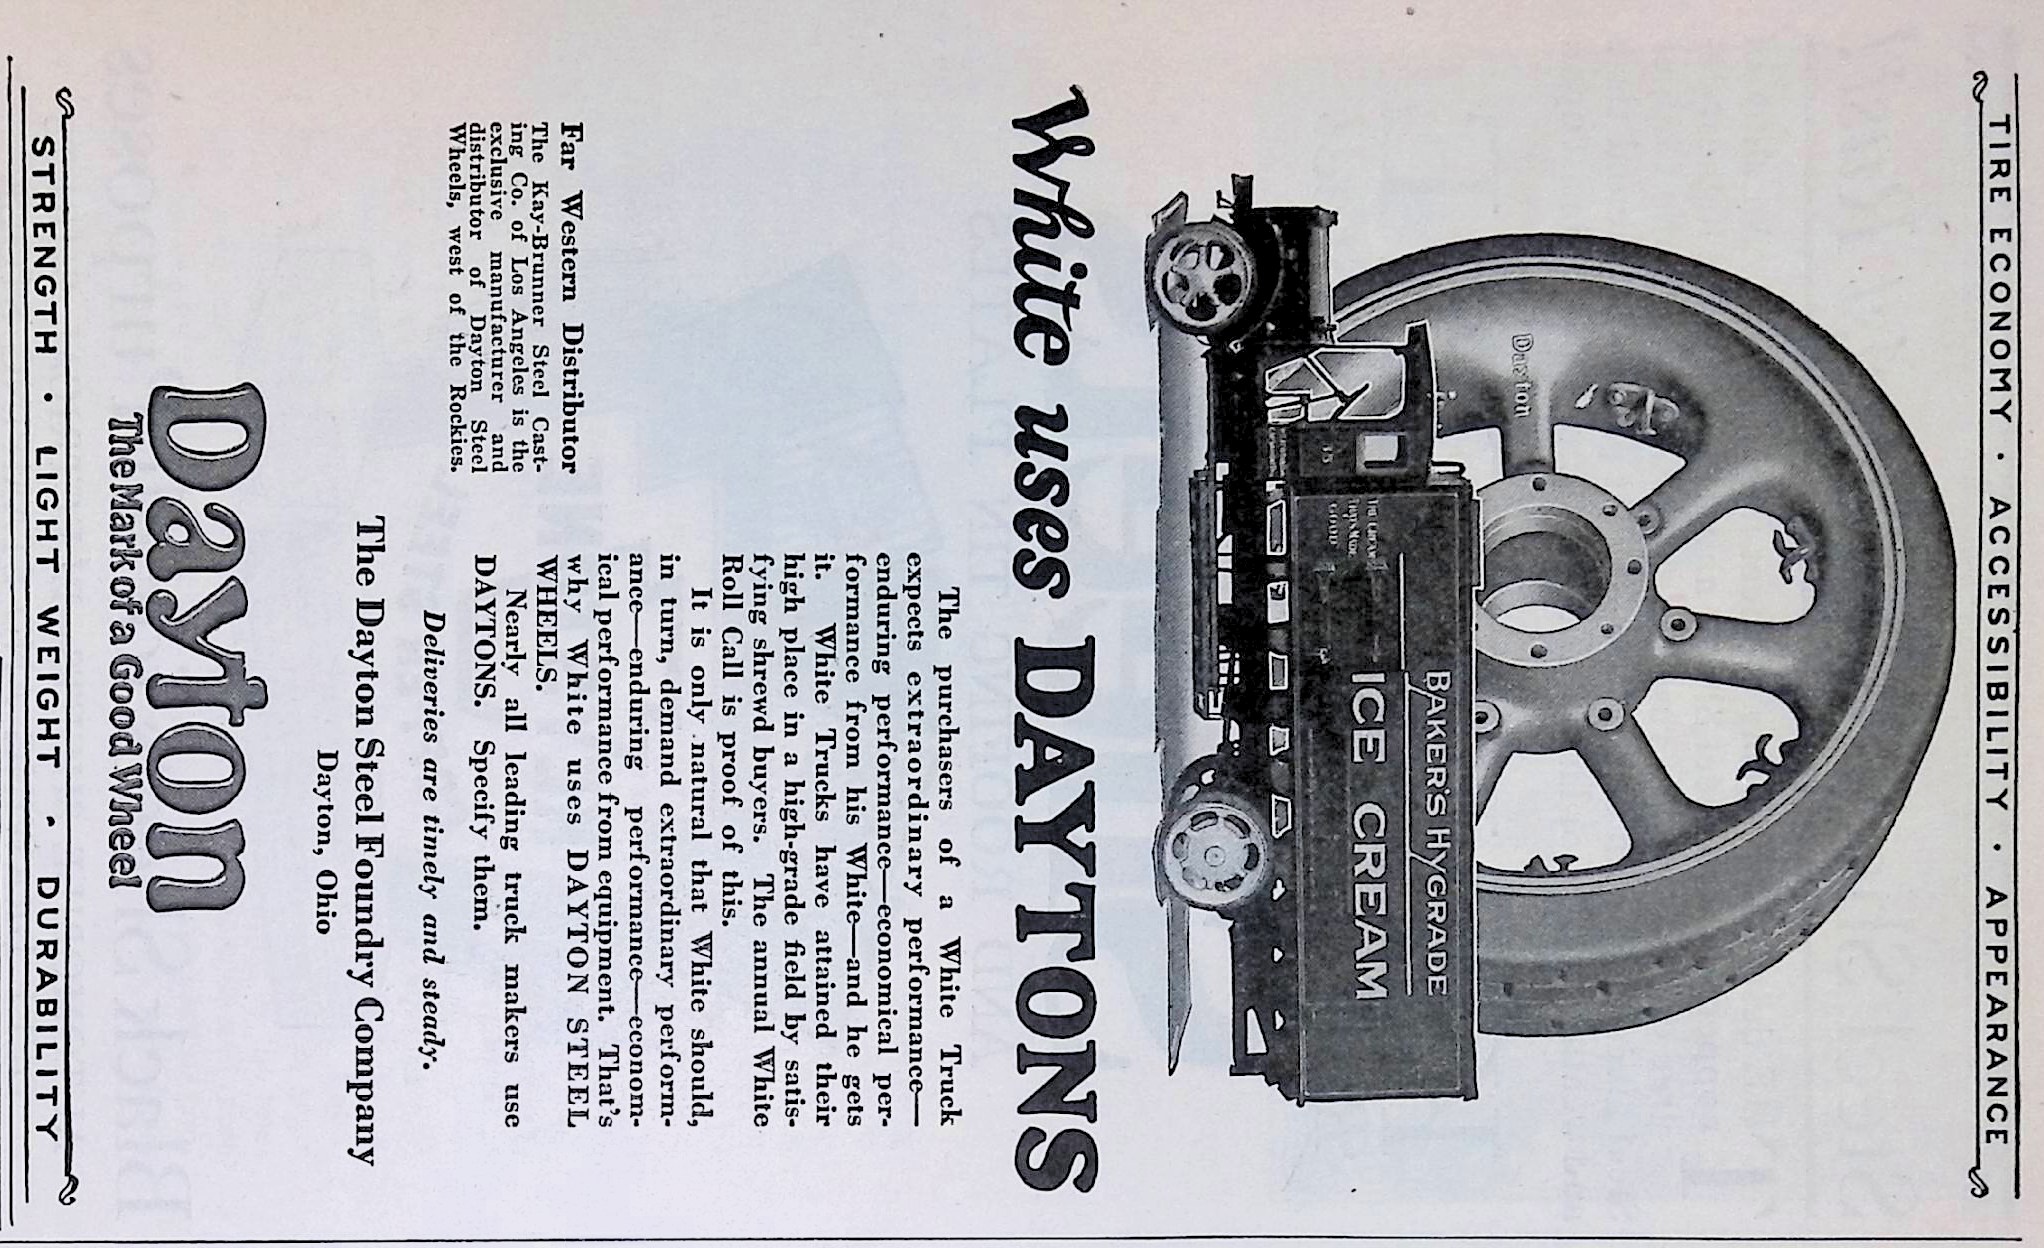 TIRE ECONOMY · ACCESSIBILITY · APPEARANCE
Dayton
BAKER'S HYGRADE
ICE CREAM
THE CREAM
THAT'S MADE
GOOD
White uses DAYTONS
The purchasers of a White Truck
expects extraordinary performance—
enduring performance—economical per-
formance from his White—and he gets
it. White Trucks have attained their
high place in a high-grade field by satis-
fying shrewd buyers. The annual White
Roll Call is proof of this.
It is only natural that White should,
in turn, demand extraordinary perform-
ance—enduring performance—econom-
ical performance from equipment. That's
why White uses DAYTON STEEL
WHEELS.
Nearly all leading truck makers use
DAYTONS. Specify them.
Deliveries are timely and steady.
Far Western Distributor
The Kay-Brunner Steel Cast-
ing Co. of Los Angeles is the
exclusive manufacturer and
distributor of Dayton Steel
Wheels, west of the Rockies.
The Dayton Steel Foundry Company
Dayton, Ohio
Dayton
The Mark of a Good Wheel
STRENGTH · LIGHT WEIGHT · DURABILITY